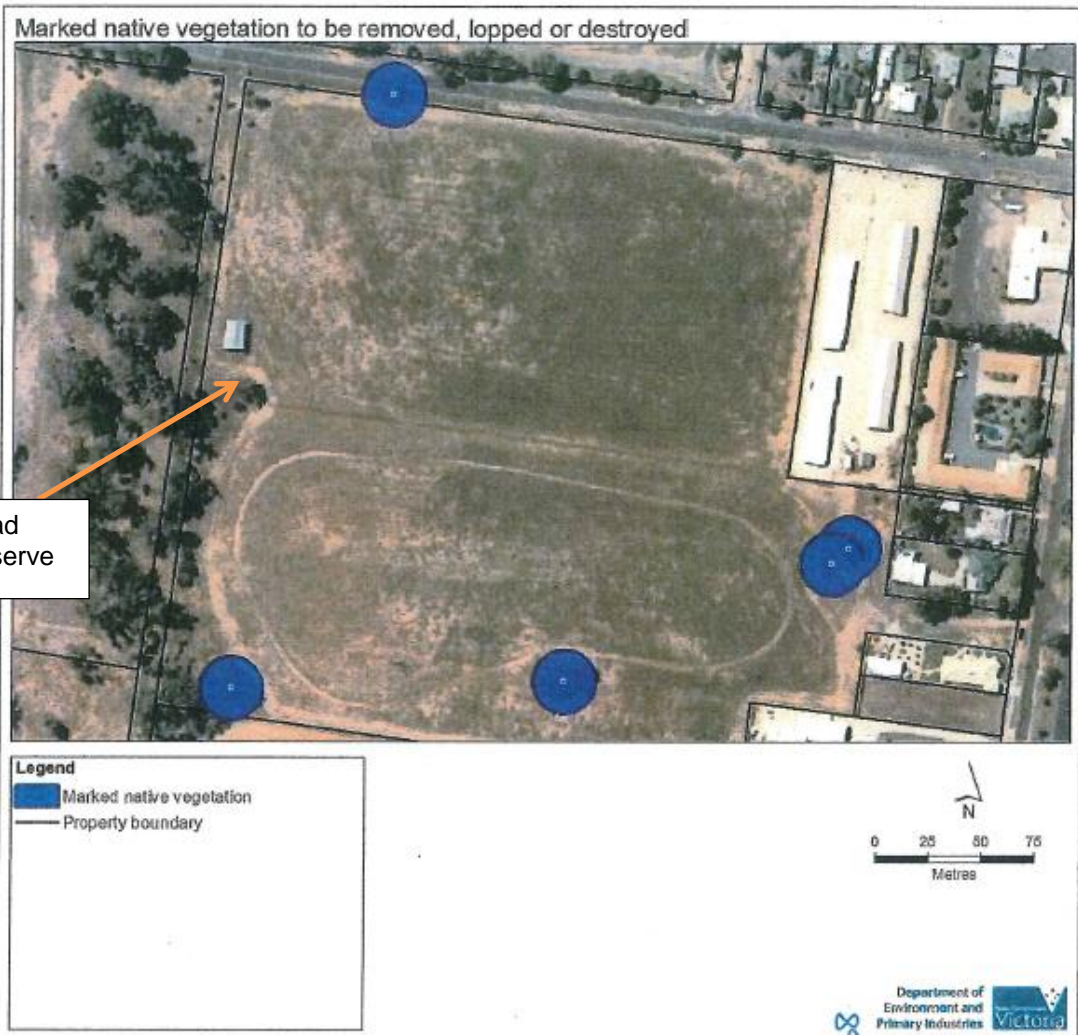 Marked native vegetation to be removed, lopped or destroyed
ad
serve
Legend
Marked native vegetation
Property boundary
N
0 25 50 75
Metres
Department of
Environment and
Primary Industries
Victoria